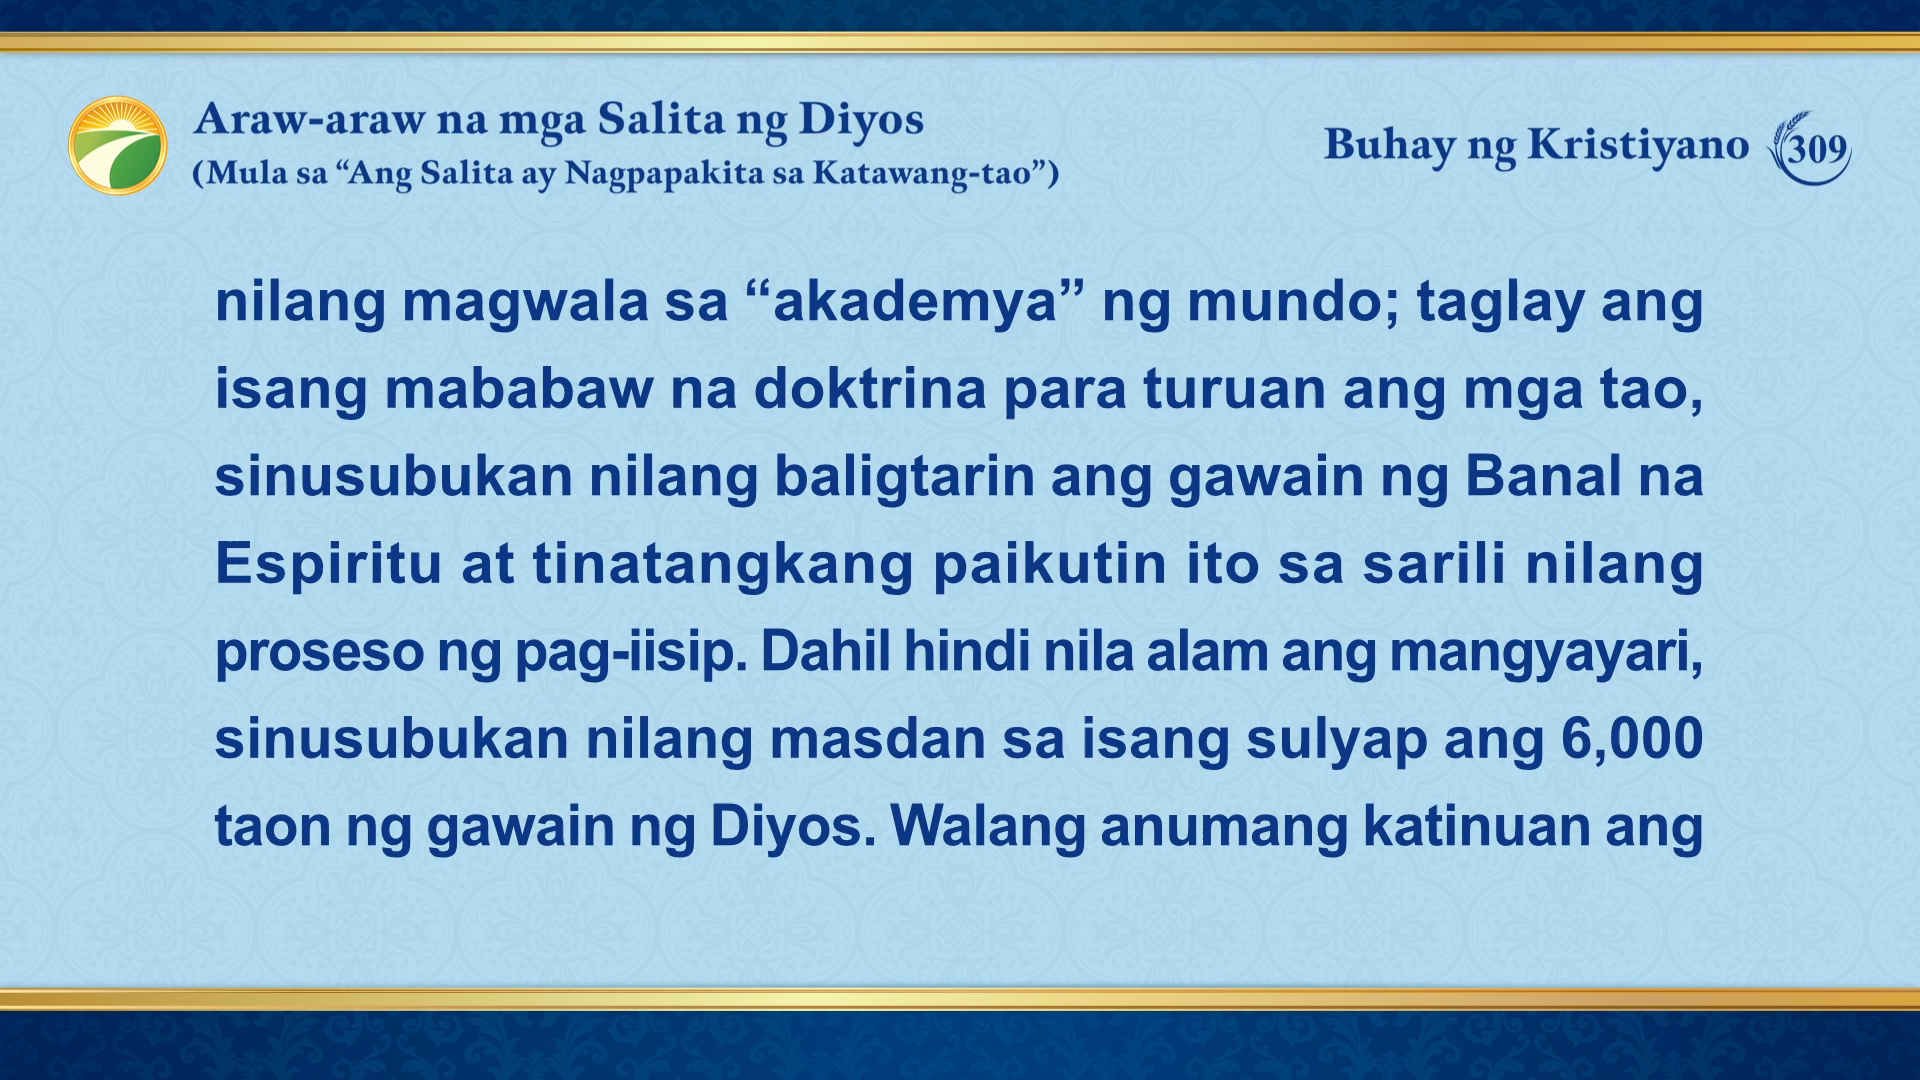 Araw-araw na mga Salita ng Diyos
(Mula sa “Ang Salita ay Nagpapakita sa Katawang-tao”)
Buhay ng Kristiyano 309
nilang magwala sa “akademya” ng mundo; taglay ang
isang mababaw na doktrina para turuan ang mga tao,
sinusubukan nilang baligtarin ang gawain ng Banal na
Espiritu at tinatangkang paikutin ito sa sarili nilang
proseso ng pag-iisip. Dahil hindi nila alam ang mangyayari,
sinusubukan nilang masdan sa isang sulyap ang 6,000
taon ng gawain ng Diyos. Walang anumang katinuan ang